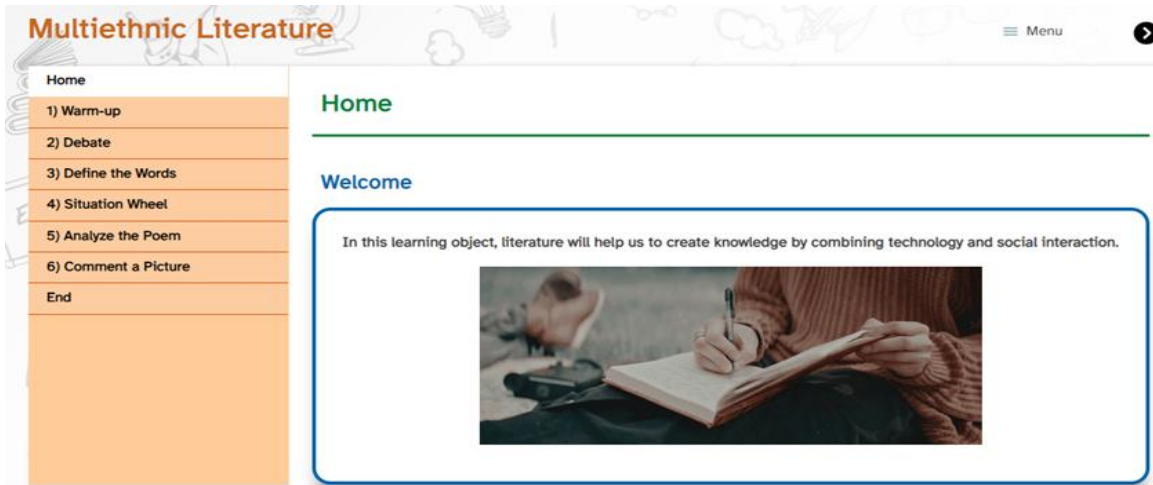 Multiethnic Literature
Menu
Home
1) Warm-up
2) Debate
3) Define the Words
4) Situation Wheel
5) Analyze the Poem
6) Comment a Picture
End
Home
Welcome
In this learning object, literature will help us to create knowledge by combining technology and social interaction.